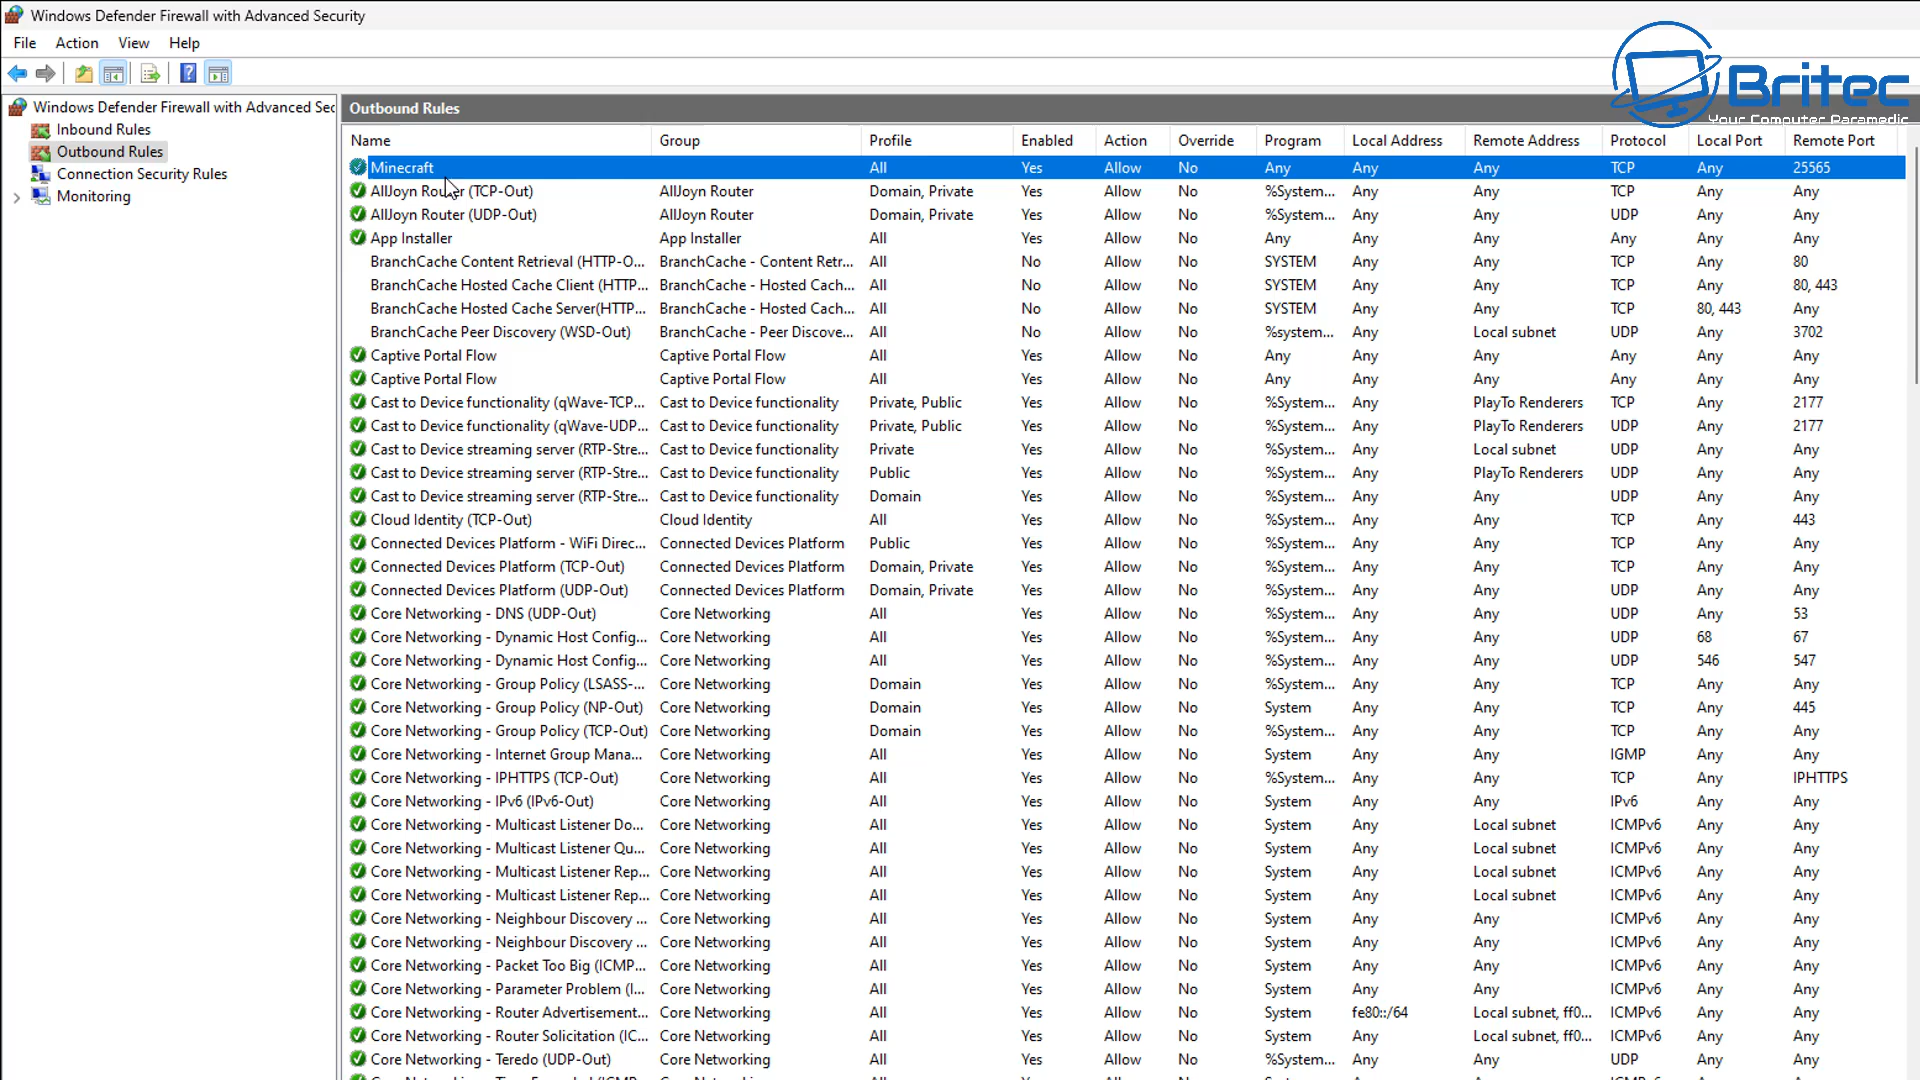 Windows Defender Firewall with Advanced Security
File Action View Help
Britec
Your Computer Paramedic
Windows Defender Firewall with Advanced Sec
Inbound Rules
Outbound Rules
Connection Security Rules
Monitoring
Outbound Rules
Name Group Profile Enabled Action Override Program Local Address Remote Address Protocol Local Port Remote Port
Minecraft All Yes Allow No Any Any Any TCP Any 25565
AllJoyn Router (TCP-Out) AllJoyn Router Domain, Private Yes Allow No %System... Any Any TCP Any Any
AllJoyn Router (UDP-Out) AllJoyn Router Domain, Private Yes Allow No %System... Any Any UDP Any Any
App Installer App Installer All Yes Allow No Any Any Any Any Any Any
BranchCache Content Retrieval (HTTP-O... BranchCache - Content Retr... All No Allow No SYSTEM Any Any TCP Any 80
BranchCache Hosted Cache Client (HTTP... BranchCache - Hosted Cach... All No Allow No SYSTEM Any Any TCP Any 80, 443
BranchCache Hosted Cache Server(HTTP... BranchCache - Hosted Cach... All No Allow No SYSTEM Any Any TCP 80, 443 Any
BranchCache Peer Discovery (WSD-Out) BranchCache - Peer Discove... All No Allow No %system... Any Local subnet UDP Any 3702
Captive Portal Flow Captive Portal Flow All Yes Allow No Any Any Any Any Any Any
Captive Portal Flow Captive Portal Flow All Yes Allow No Any Any Any Any Any Any
Cast to Device functionality (qWave-TCP... Cast to Device functionality Private, Public Yes Allow No %System... Any PlayTo Renderers TCP Any 2177
Cast to Device functionality (qWave-UDP... Cast to Device functionality Private, Public Yes Allow No %System... Any PlayTo Renderers UDP Any 2177
Cast to Device streaming server (RTP-Stre... Cast to Device functionality Private Yes Allow No %System... Any Local subnet UDP Any Any
Cast to Device streaming server (RTP-Stre... Cast to Device functionality Public Yes Allow No %System... Any PlayTo Renderers UDP Any Any
Cast to Device streaming server (RTP-Stre... Cast to Device functionality Domain Yes Allow No %System... Any Any UDP Any Any
Cloud Identity (TCP-Out) Cloud Identity All Yes Allow No %System... Any Any TCP Any 443
Connected Devices Platform - WiFi Direc... Connected Devices Platform Public Yes Allow No %System... Any Any TCP Any Any
Connected Devices Platform (TCP-Out) Connected Devices Platform Domain, Private Yes Allow No %System... Any Any TCP Any Any
Connected Devices Platform (UDP-Out) Connected Devices Platform Domain, Private Yes Allow No %System... Any Any UDP Any Any
Core Networking - DNS (UDP-Out) Core Networking All Yes Allow No %System... Any Any UDP Any 53
Core Networking - Dynamic Host Config... Core Networking All Yes Allow No %System... Any Any UDP 68 67
Core Networking - Dynamic Host Config... Core Networking All Yes Allow No %System... Any Any UDP 546 547
Core Networking - Group Policy (LSASS-... Core Networking Domain Yes Allow No %System... Any Any TCP Any Any
Core Networking - Group Policy (NP-Out) Core Networking Domain Yes Allow No System Any Any TCP Any 445
Core Networking - Group Policy (TCP-Out) Core Networking Domain Yes Allow No %System... Any Any TCP Any Any
Core Networking - Internet Group Mana... Core Networking All Yes Allow No System Any Any IGMP Any Any
Core Networking - IPHTTPS (TCP-Out) Core Networking All Yes Allow No %System... Any Any TCP Any IPHTTPS
Core Networking - IPv6 (IPv6-Out) Core Networking All Yes Allow No System Any Any IPv6 Any Any
Core Networking - Multicast Listener Do... Core Networking All Yes Allow No System Any Local subnet ICMPv6 Any Any
Core Networking - Multicast Listener Qu... Core Networking All Yes Allow No System Any Local subnet ICMPv6 Any Any
Core Networking - Multicast Listener Rep... Core Networking All Yes Allow No System Any Local subnet ICMPv6 Any Any
Core Networking - Multicast Listener Rep... Core Networking All Yes Allow No System Any Local subnet ICMPv6 Any Any
Core Networking - Neighbour Discovery ... Core Networking All Yes Allow No System Any Any ICMPv6 Any Any
Core Networking - Neighbour Discovery ... Core Networking All Yes Allow No System Any Any ICMPv6 Any Any
Core Networking - Packet Too Big (ICMP... Core Networking All Yes Allow No System Any Any ICMPv6 Any Any
Core Networking - Parameter Problem (I... Core Networking All Yes Allow No System Any Any ICMPv6 Any Any
Core Networking - Router Advertisement... Core Networking All Yes Allow No System fe80::/64 Local subnet, ff0... ICMPv6 Any Any
Core Networking - Router Solicitation (IC... Core Networking All Yes Allow No System Any Local subnet, ff0... ICMPv6 Any Any
Core Networking - Teredo (UDP-Out) Core Networking All Yes Allow No %System... Any Any UDP Any Any